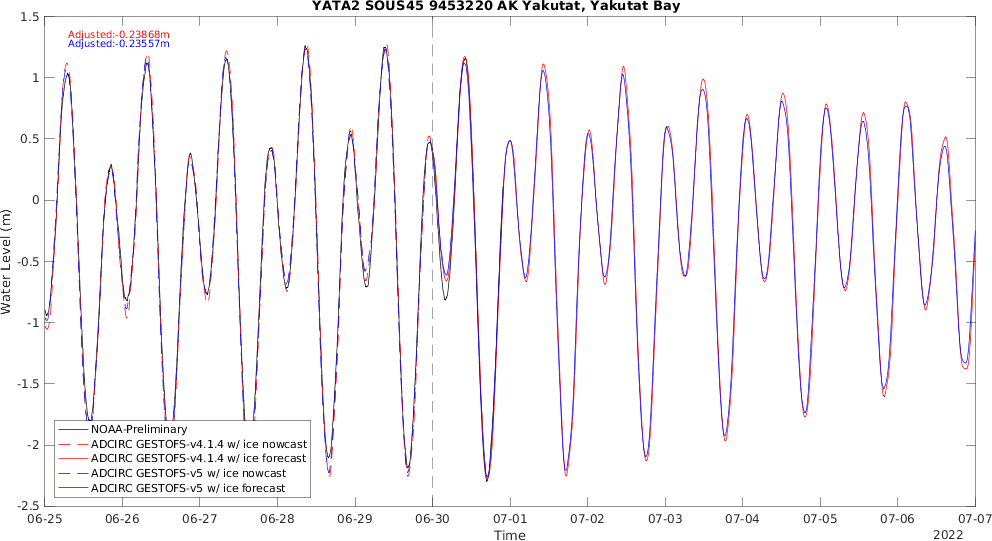 YATA2 SOUS45 9453220 AK Yakutat, Yakutat Bay
Adjusted:-0.23868m
Adjusted:-0.23557m
1.5
1
0.5
0
-0.5
-1
-1.5
-2
-2.5
Water Level (m)
NOAA-Preliminary
ADCIRC GESTOFS-v4.1.4 w/ ice nowcast
ADCIRC GESTOFS-v4.1.4 w/ ice forecast
ADCIRC GESTOFS-v5 w/ ice nowcast
ADCIRC GESTOFS-v5 w/ ice forecast
06-25 06-26 06-27 06-28 06-29 06-30 07-01 07-02 07-03 07-04 07-05 07-06 07-07
Time
2022